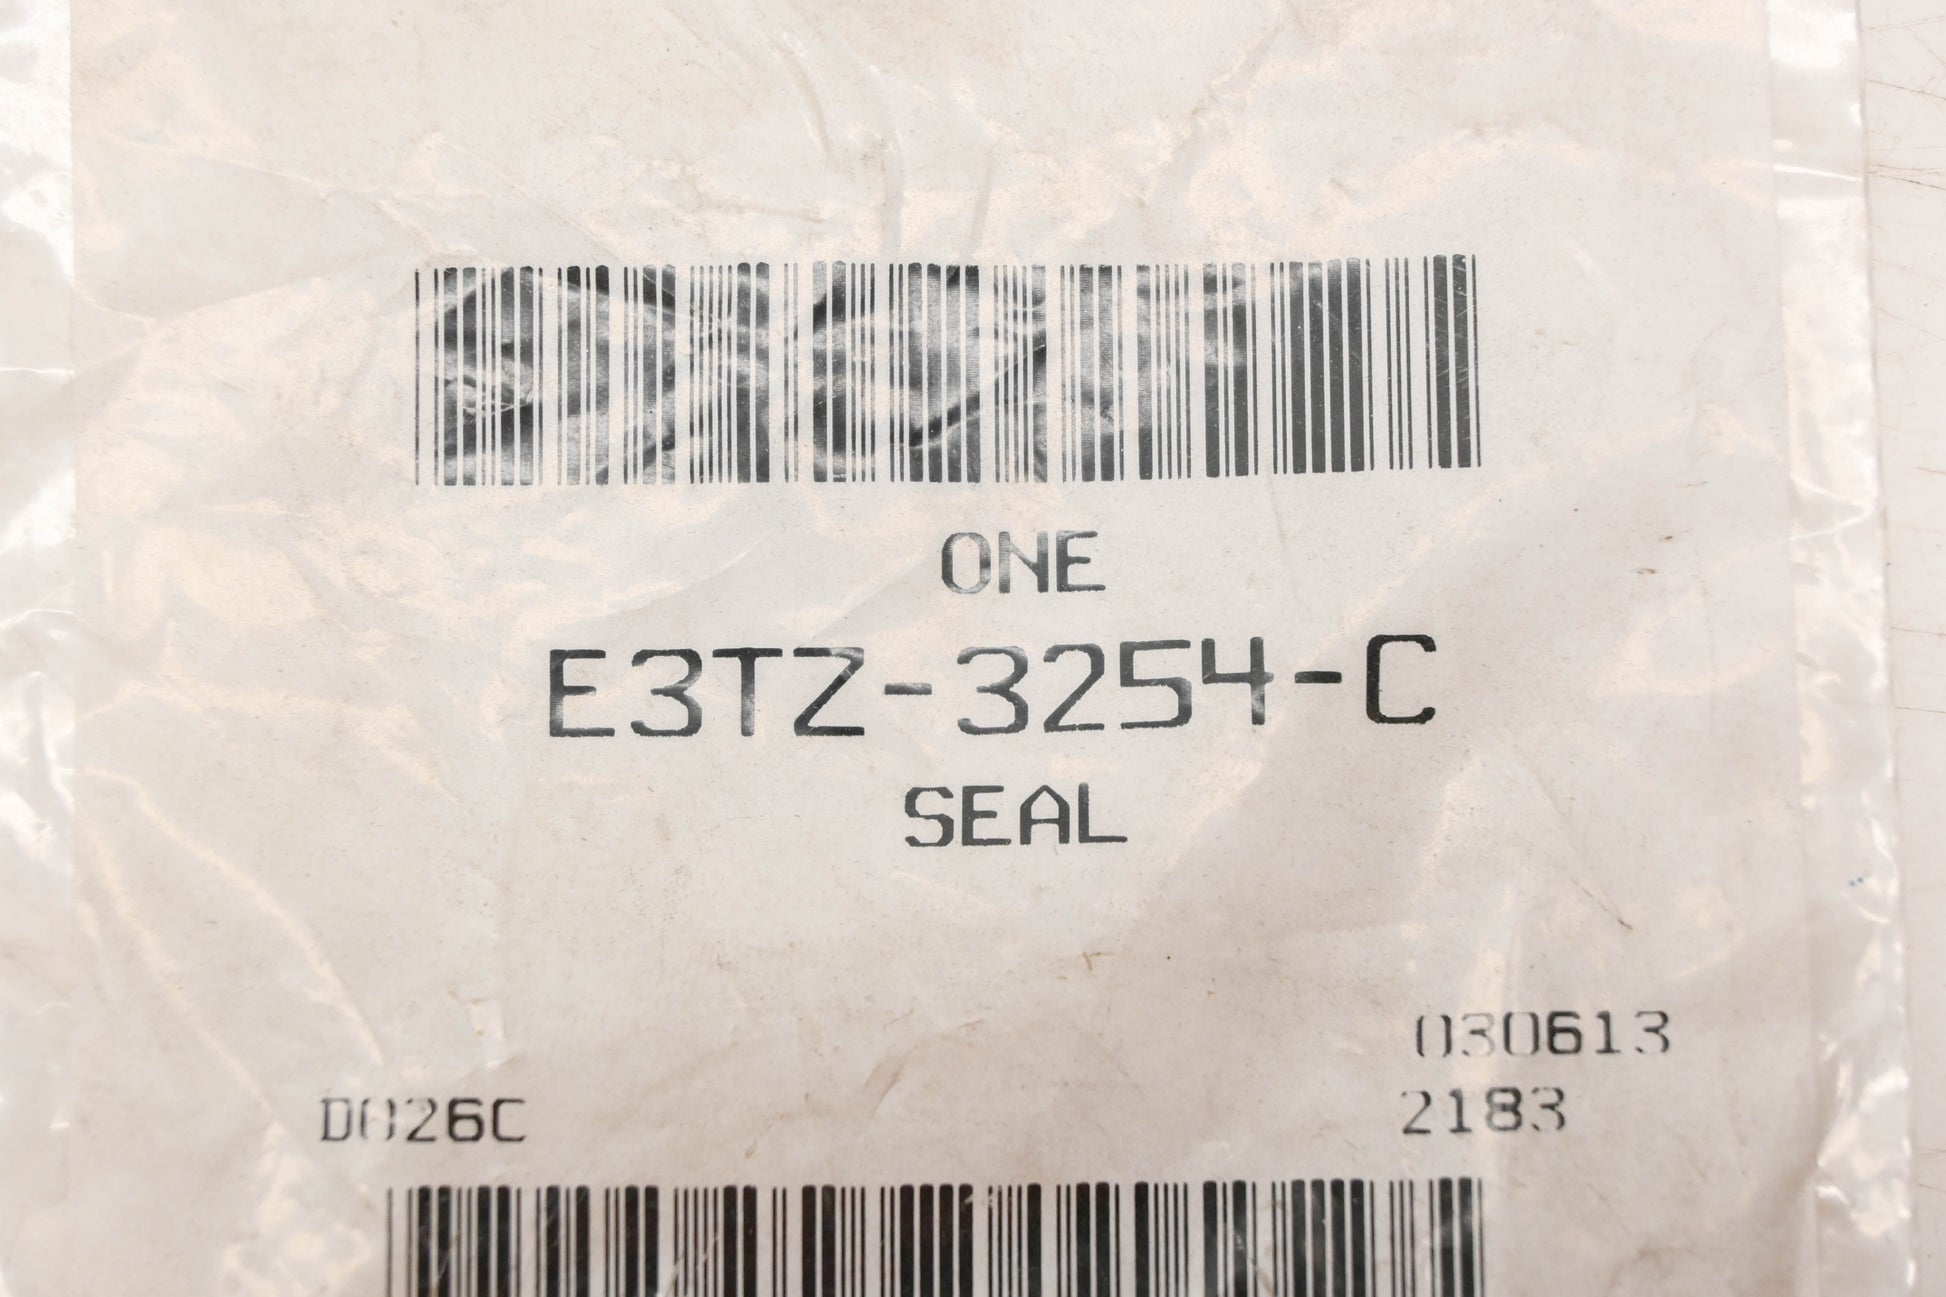 ONE
E3TZ-3254-C
SEAL
030613
D026C
2183